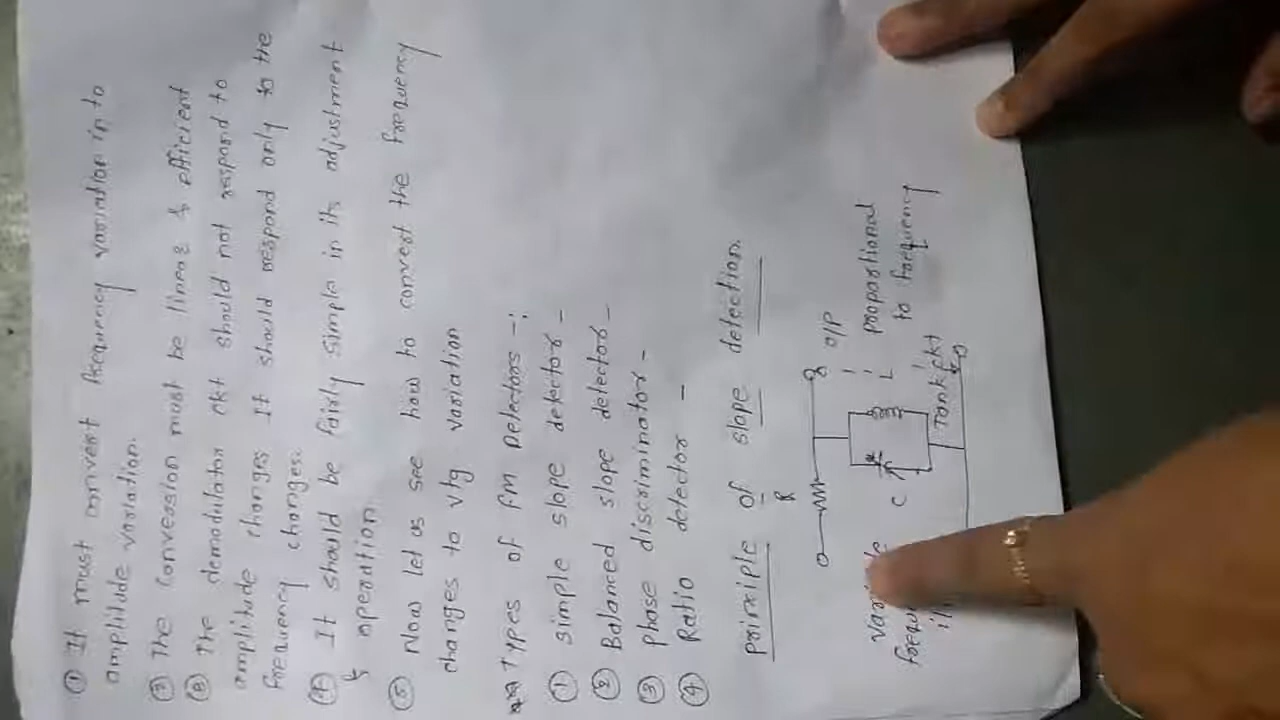 ① It must convert frequency variation in to
amplitude variation.
② The conversion must be linear & efficient
③ The demodulator ckt should not respond to
amplitude changes It should respond only to the
frequency changes.
④ It should be fairly simple in its adjustment
& operation.
⑤ Now let us see how to convert the frequency
changes to vtg variation
Types of FM Detectors -:
① simple slope detector -
② Balanced slope detector -
③ phase discriminator -
④ Ratio detector -
principle of slope detection.
R
O/P
proportional
to frequency
C
L
Tank ckt